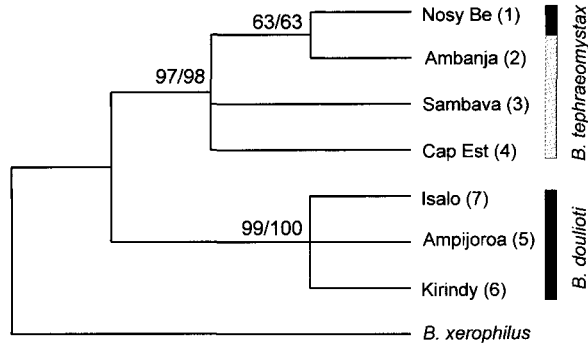 63/63
Nosy Be (1)
Ambanja (2)
97/98
Sambava (3)
Cap Est (4)
B. tephraeomystax
99/100
Isalo (7)
Ampijoroa (5)
Kirindy (6)
B. doulioti
B. xerophilus